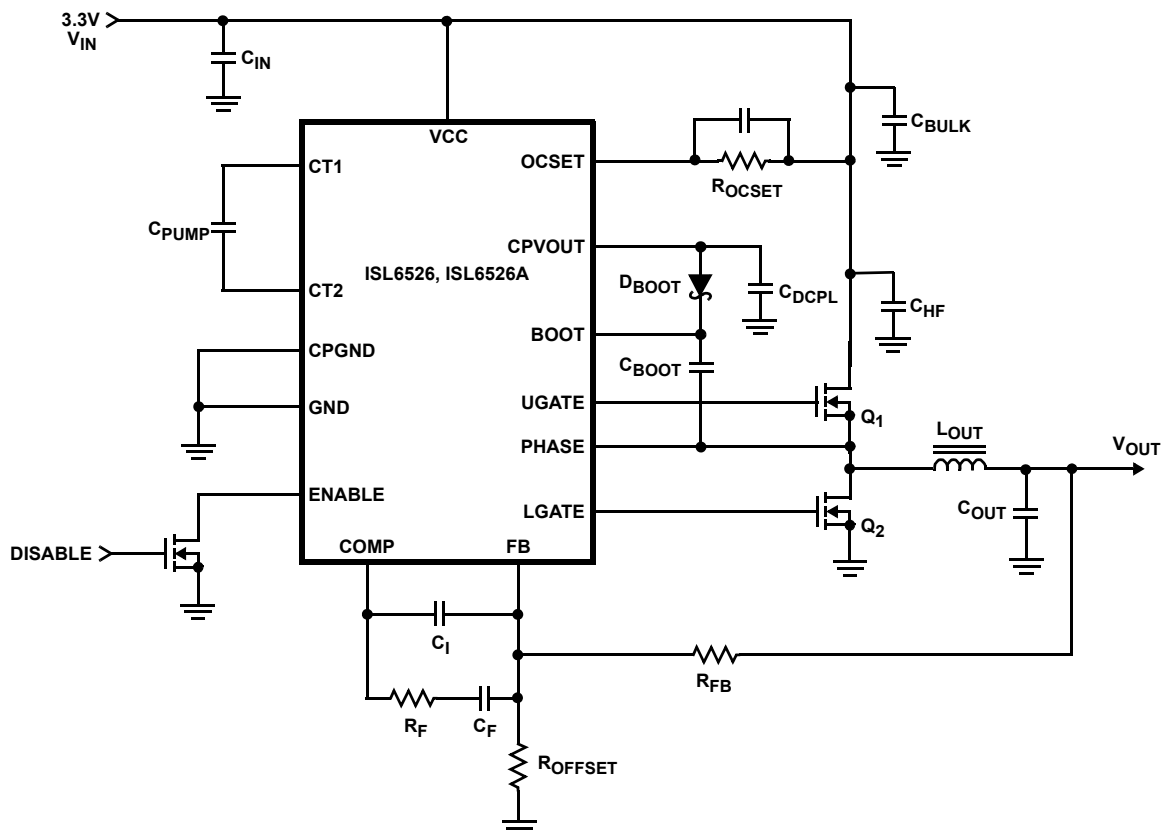 3.3V
VIN
CIN
VCC
CT1
CPUMP
CT2
CPGND
GND
ENABLE
DISABLE
COMP
FB
ISL6526, ISL6526A
OCSET
ROCSET
CBULK
CPVOUT
DBOOT
CDCPL
CHF
BOOT
CBOOT
UGATE
Q1
PHASE
LOUT
VOUT
LGATE
Q2
COUT
CI
RF
CF
RFB
ROFFSET